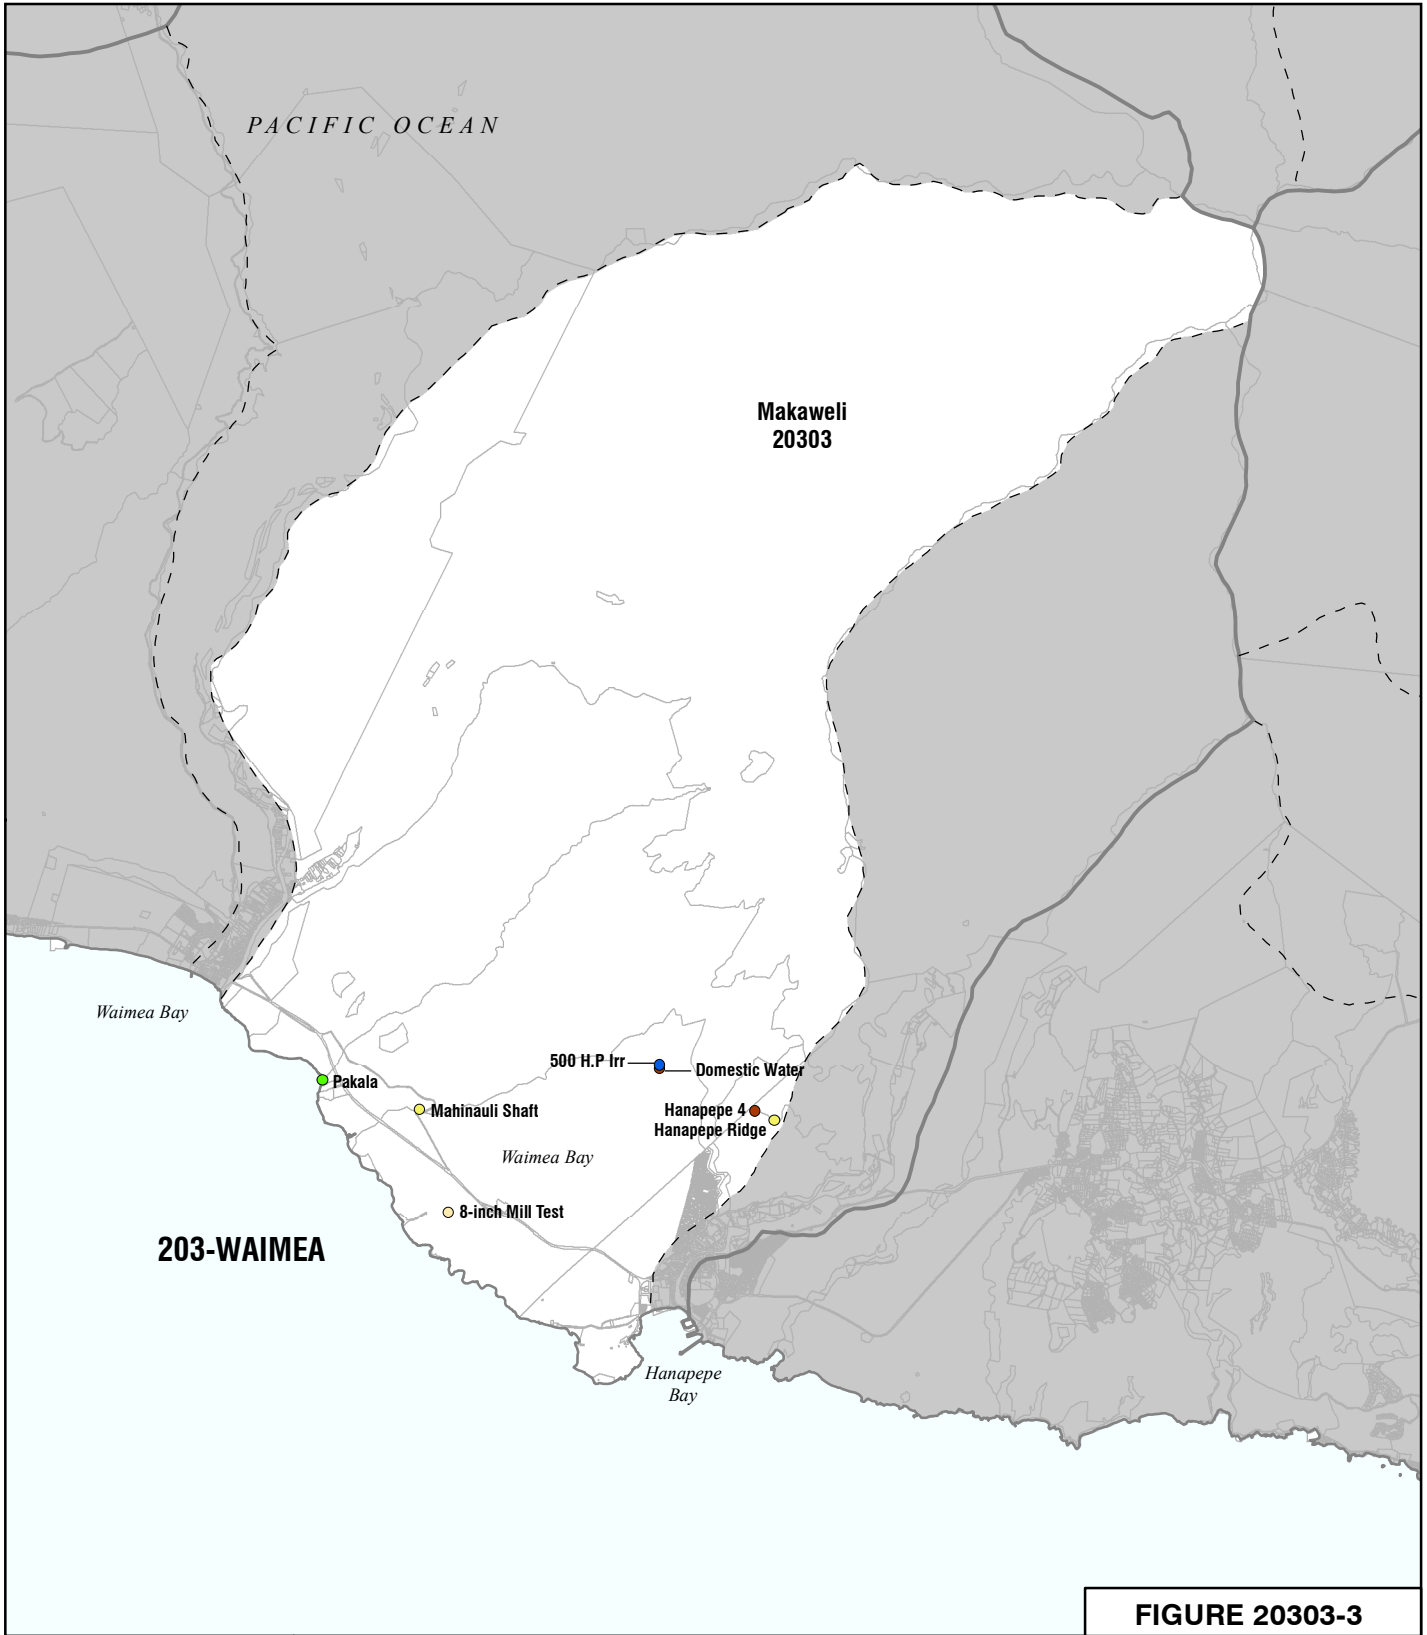 PACIFIC OCEAN
Makaweli
20303
Waimea Bay
500 H.P Irr
Domestic Water
Pakala
Mahinauli Shaft
Hanapepe 4
Hanapepe Ridge
Waimea Bay
8-inch Mill Test
203-WAIMEA
Hanapepe
Bay
FIGURE 20303-3